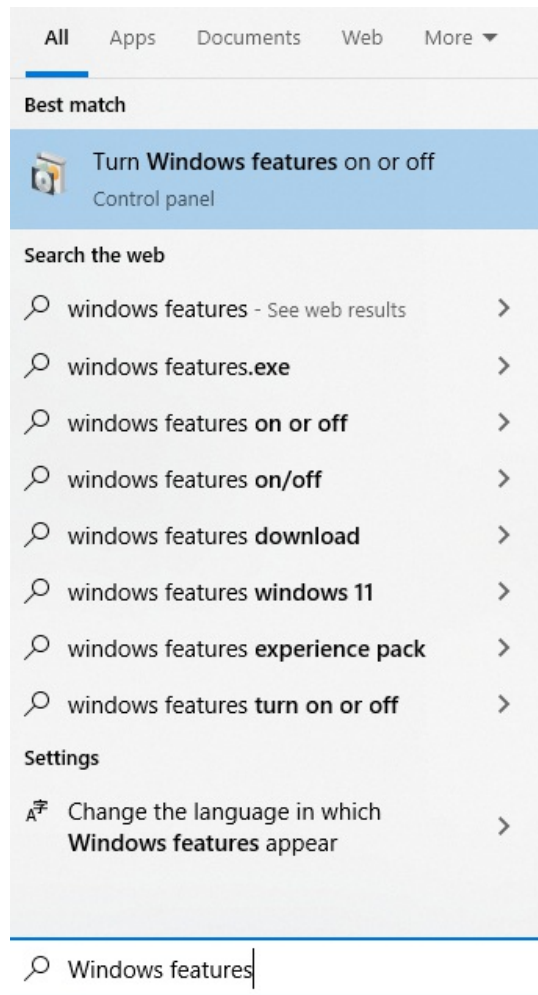 All Apps Documents Web More
Best match
Turn Windows features on or off
Control panel
Search the web
windows features - See web results
windows features.exe
windows features on or off
windows features on/off
windows features download
windows features windows 11
windows features experience pack
windows features turn on or off
Settings
A字 Change the language in which
Windows features appear
Windows features